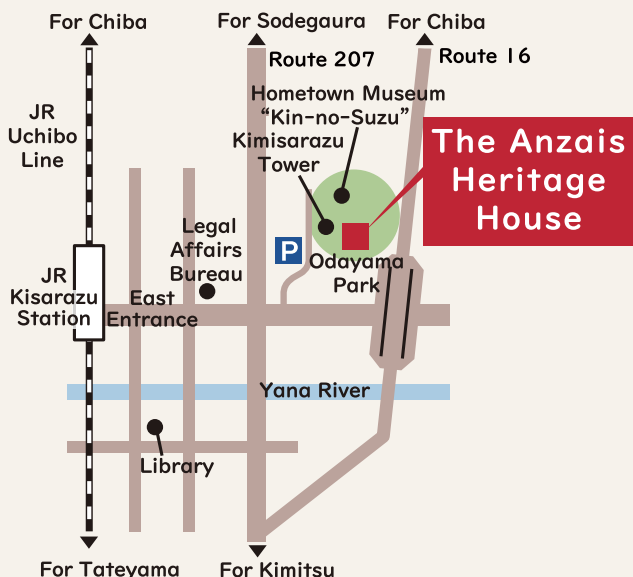 For Chiba
For Sodegaura
For Chiba
Route 207
Route 16
JR
Uchibo
Line
Hometown Museum
“Kin-no-Suzu”
Kimisarazu
Tower
The Anzais
Heritage
House
Legal
Affairs
Bureau
P
Odayama
Park
JR
Kisarazu
Station
East
Entrance
Yana River
Library
For Tateyama
For Kimitsu